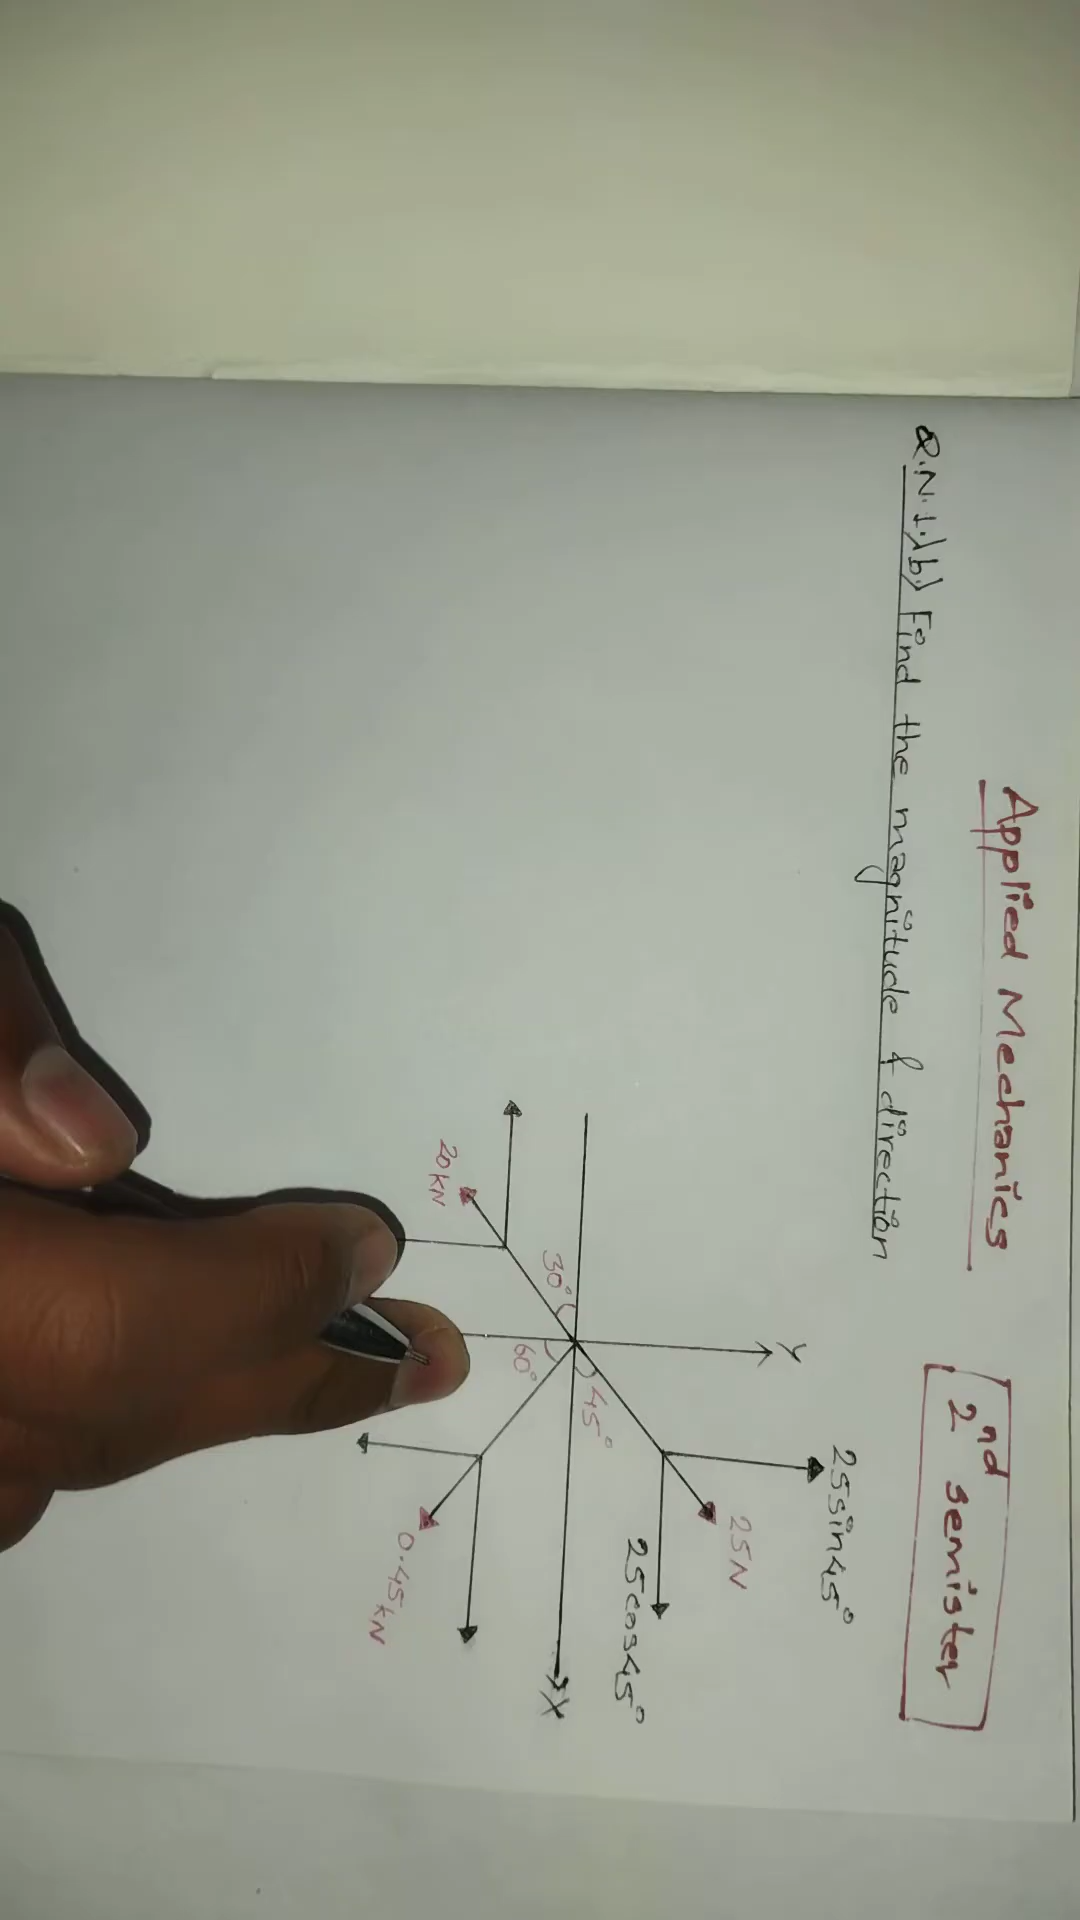 Applied Mechanics
2nd semister
Q.N.1.)b.) Find the magnitude & direction
Y
25sin45°
25N
25cos45°
45°
X
30°
20kN
60°
0.45kN